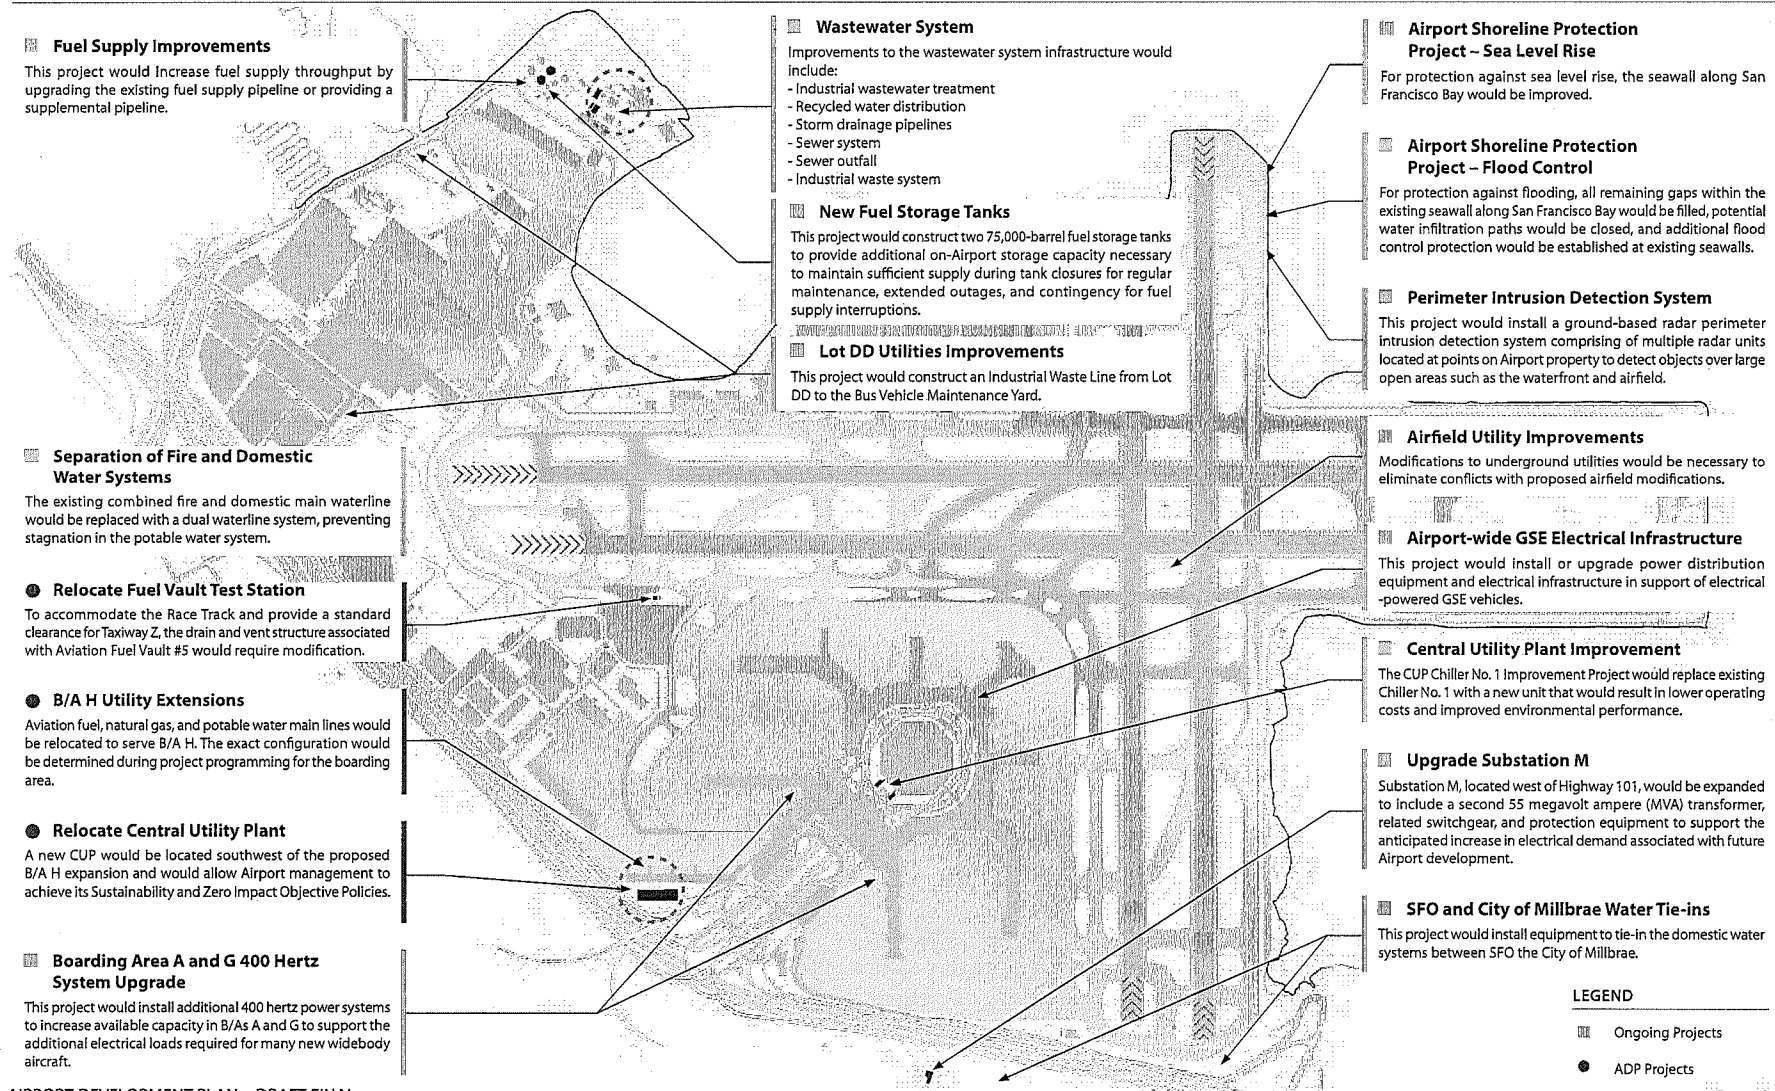 Fuel Supply Improvements
This project would Increase fuel supply throughput by
upgrading the existing fuel supply pipeline or providing a
supplemental pipeline.
Wastewater System
Improvements to the wastewater system infrastructure would
include:
- Industrial wastewater treatment
- Recycled water distribution
- Storm drainage pipelines
- Sewer system
- Sewer outfall
- Industrial waste system
New Fuel Storage Tanks
This project would construct two 75,000-barrel fuel storage tanks
to provide additional on-Airport storage capacity necessary
to maintain sufficient supply during tank closures for regular
maintenance, extended outages, and contingency for fuel
supply interruptions.
Lot DD Utilities Improvements
This project would construct an Industrial Waste Line from Lot
DD to the Bus Vehicle Maintenance Yard.
Airport Shoreline Protection
Project – Sea Level Rise
For protection against sea level rise, the seawall along San
Francisco Bay would be improved.
Airport Shoreline Protection
Project – Flood Control
For protection against flooding, all remaining gaps within the
existing seawall along San Francisco Bay would be filled, potential
water infiltration paths would be closed, and additional flood
control protection would be established at existing seawalls.
Perimeter Intrusion Detection System
This project would install a ground-based radar perimeter
intrusion detection system comprising of multiple radar units
located at points on Airport property to detect objects over large
open areas such as the waterfront and airfield.
Separation of Fire and Domestic
Water Systems
The existing combined fire and domestic main waterline
would be replaced with a dual waterline system, preventing
stagnation in the potable water system.
Relocate Fuel Vault Test Station
To accommodate the Race Track and provide a standard
clearance for Taxiway Z, the drain and vent structure associated
with Aviation Fuel Vault #5 would require modification.
B/A H Utility Extensions
Aviation fuel, natural gas, and potable water main lines would
be relocated to serve B/A H. The exact configuration would
be determined during project programming for the boarding
area.
Relocate Central Utility Plant
A new CUP would be located southwest of the proposed
B/A H expansion and would allow Airport management to
achieve its Sustainability and Zero Impact Objective Policies.
Boarding Area A and G 400 Hertz
System Upgrade
This project would install additional 400 hertz power systems
to increase available capacity in B/As A and G to support the
additional electrical loads required for many new widebody
aircraft.
Airfield Utility Improvements
Modifications to underground utilities would be necessary to
eliminate conflicts with proposed airfield modifications.
Airport-wide GSE Electrical Infrastructure
This project would install or upgrade power distribution
equipment and electrical infrastructure in support of electrical
-powered GSE vehicles.
Central Utility Plant Improvement
The CUP Chiller No. 1 Improvement Project would replace existing
Chiller No. 1 with a new unit that would result in lower operating
costs and improved environmental performance.
Upgrade Substation M
Substation M, located west of Highway 101, would be expanded
to include a second 55 megavolt ampere (MVA) transformer,
related switchgear, and protection equipment to support the
anticipated increase in electrical demand associated with future
Airport development.
SFO and City of Millbrae Water Tie-ins
This project would install equipment to tie-in the domestic water
systems between SFO the City of Millbrae.
LEGEND
Ongoing Projects
ADP Projects
AIRPORT DEVELOPMENT PLAN
DRAFT FINAL